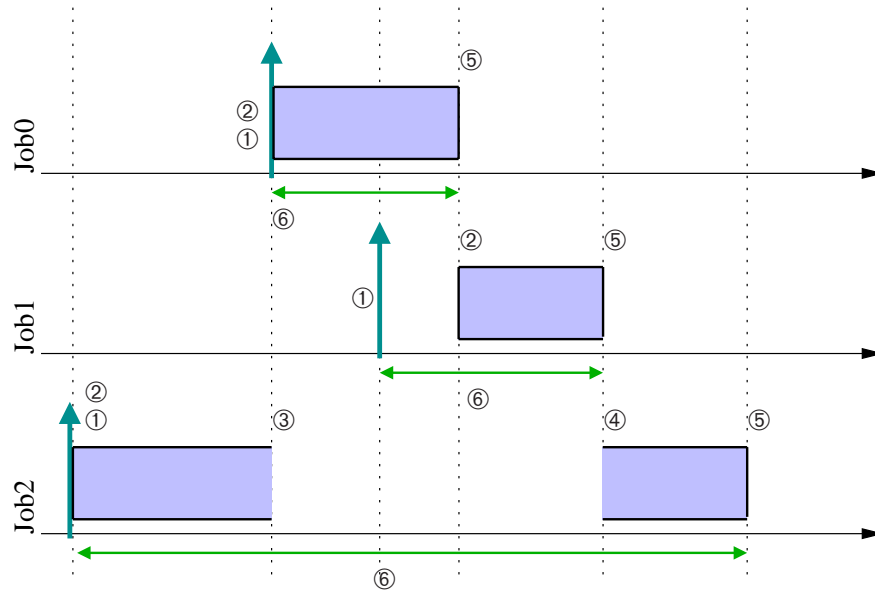 ⑤
②
①
Job0
⑥
② ⑤
①
Job1
⑥
②
① ③ ④ ⑤
Job2
⑥